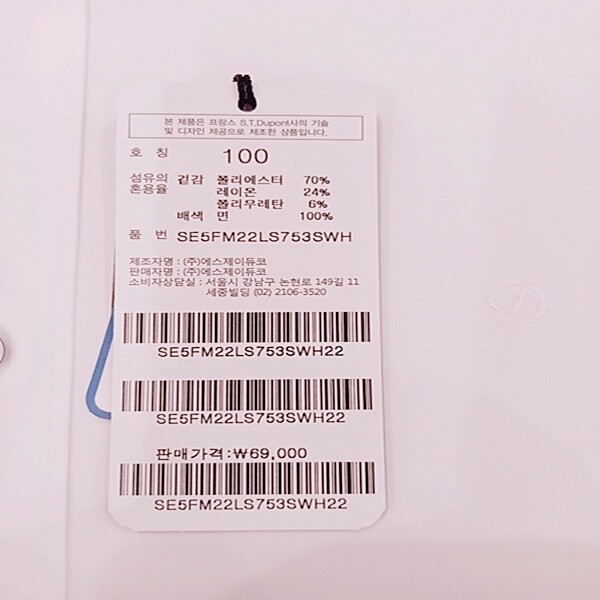 본 제품은 프랑스 S.T.Dupont사의 기술
및 디자인 제공으로 제조한 상품입니다.
호 칭 100
섬유의 겉감 폴리에스터 70%
혼용율 레이온 24%
폴리우레탄 6%
배색 면 100%
품 번 SE5FM22LS753SWH
제조자명 : (주)에스제이듀코
판매자명 : (주)에스제이듀코
소비자상담실 : 서울시 강남구 논현로 149길 11
세중빌딩 (02) 2106-3520
SE5FM22LS753SWH22
SE5FM22LS753SWH22
판매가격:₩69,000
SE5FM22LS753SWH22
D